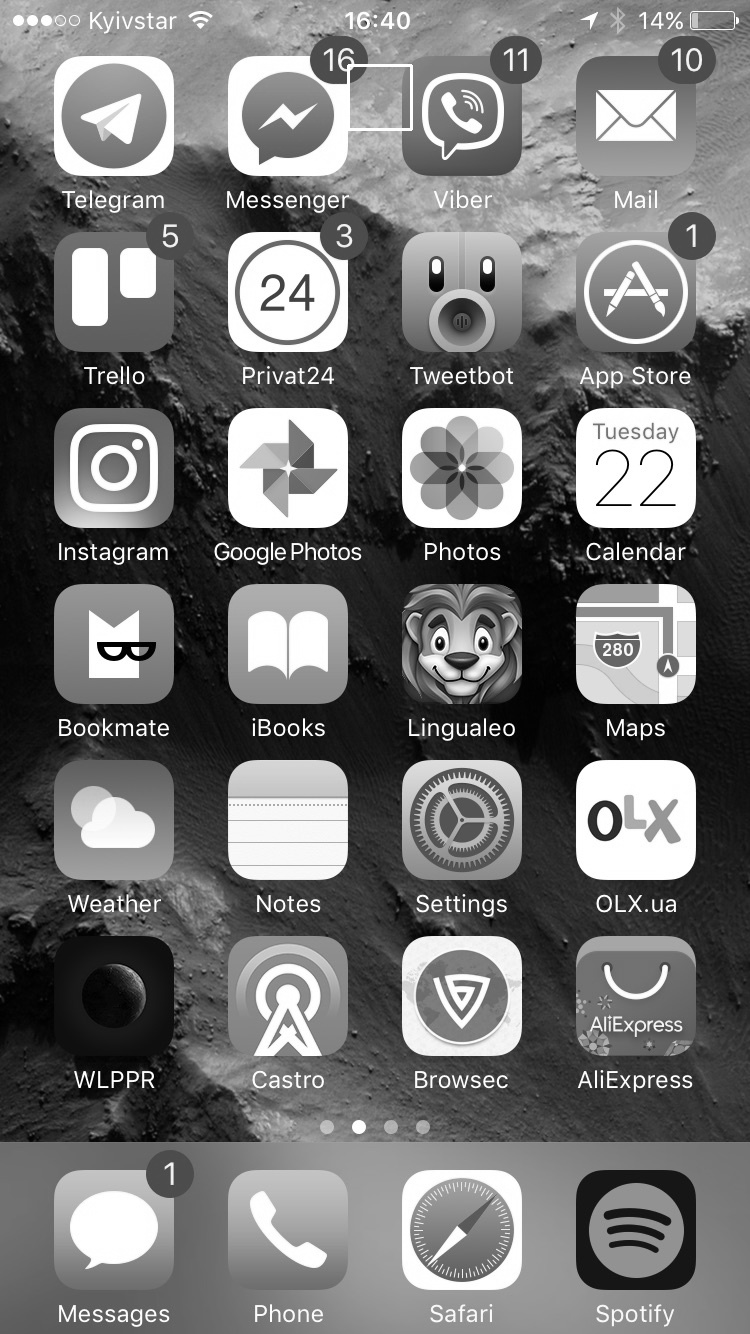 Kyivstar 16:40 14%
16 11 10
Telegram Messenger Viber Mail
5 3 1
24
Trello Privat24 Tweetbot App Store
Tuesday
22
Instagram Google Photos Photos Calendar
280
Bookmate iBooks Lingualeo Maps
OLX
Weather Notes Settings OLX.ua
AliExpress
WLPPR Castro Browsec AliExpress
1
Messages Phone Safari Spotify